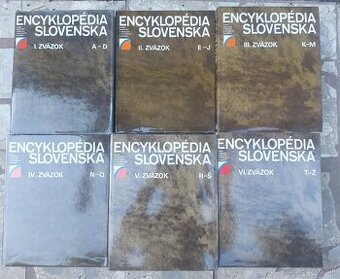 ENCYKLOPÉDIA
SLOVENSKA
I. ZVÄZOK A–D
ENCYKLOPÉDIA
SLOVENSKA
II. ZVÄZOK E–J
ENCYKLOPÉDIA
SLOVENSKA
III. ZVÄZOK K–M
ENCYKLOPÉDIA
SLOVENSKA
IV. ZVÄZOK N–Q
ENCYKLOPÉDIA
SLOVENSKA
V. ZVÄZOK R–Š
ENCYKLOPÉDIA
SLOVENSKA
VI. ZVÄZOK T–Ž